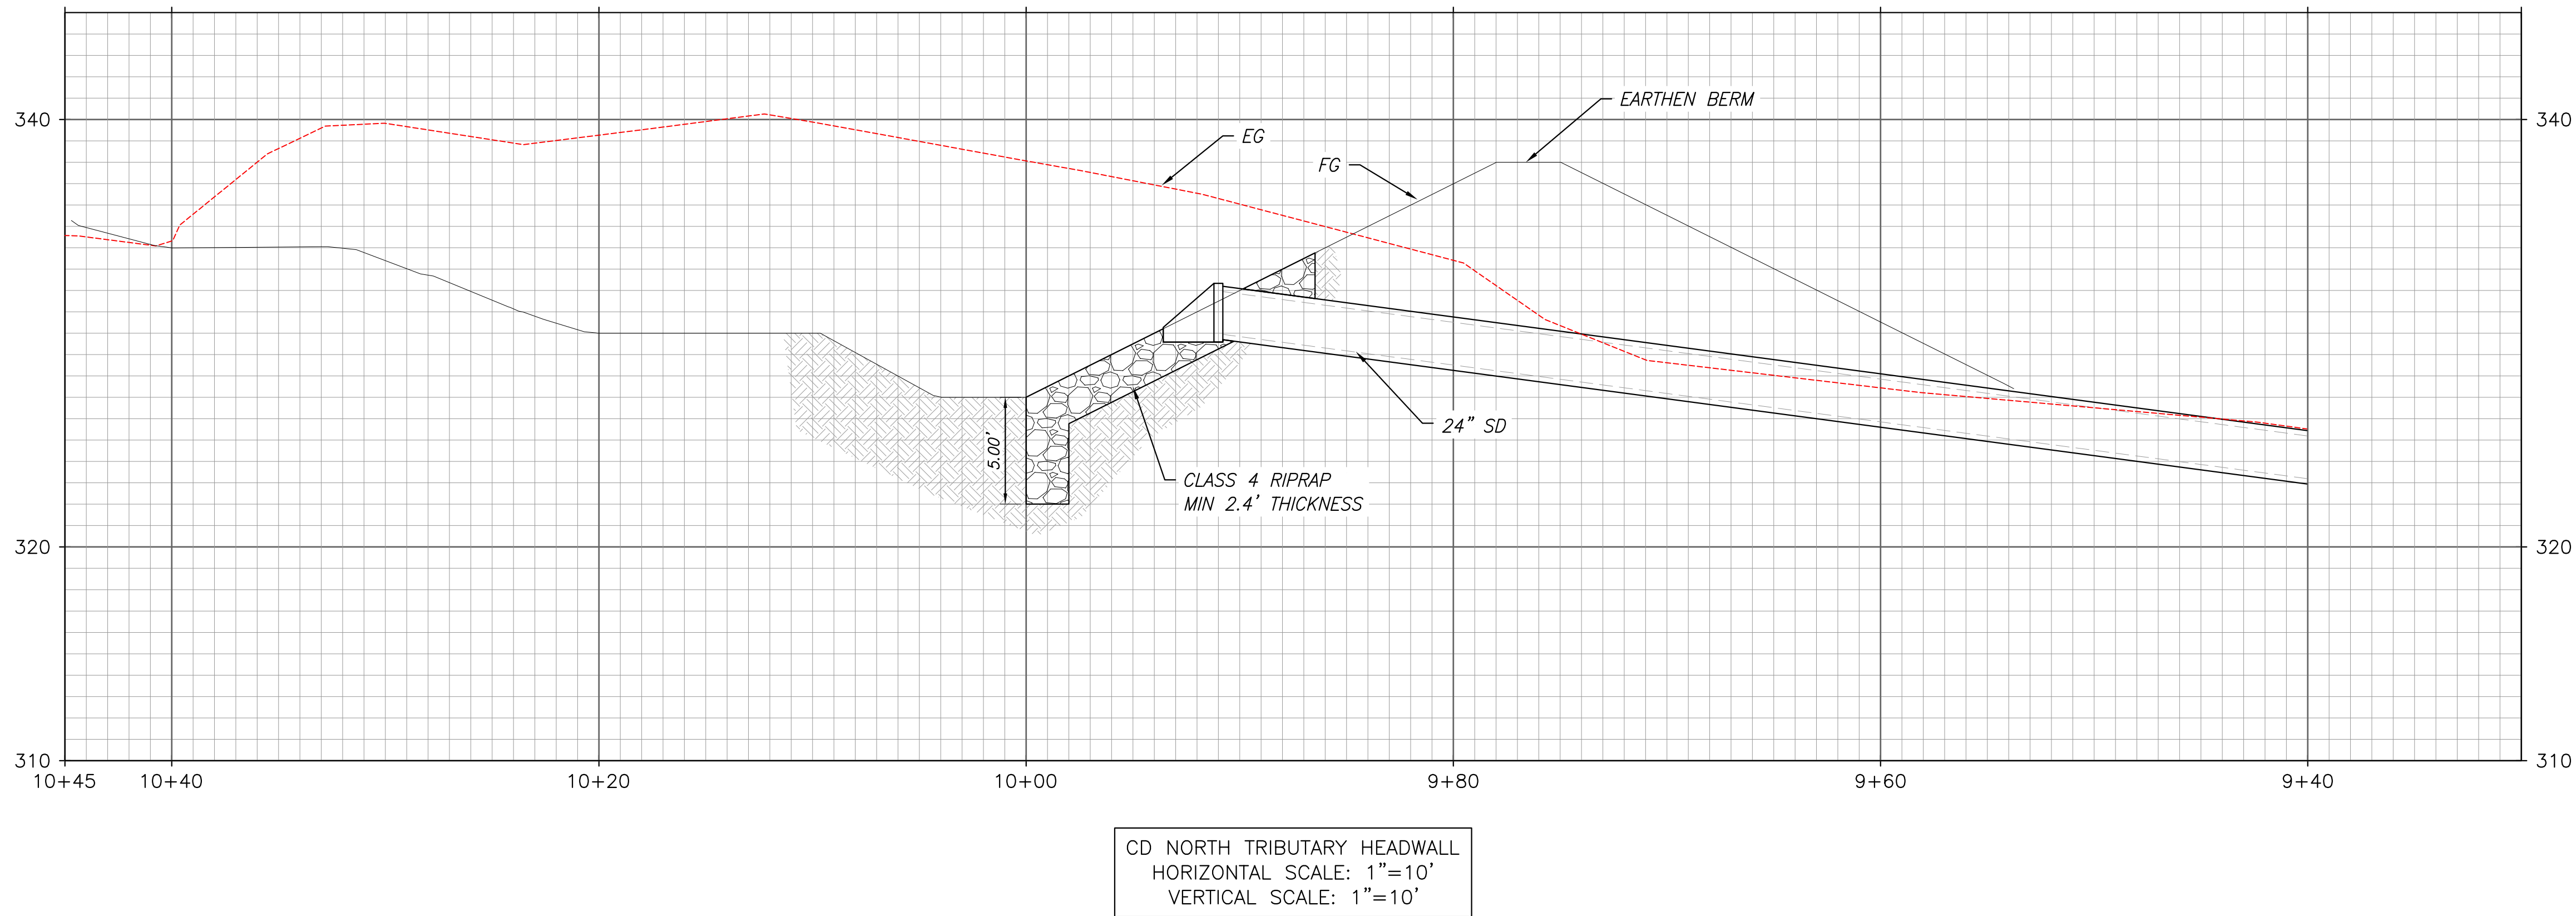 EARTHEN BERM
340
340
EG
FG
24" SD
5.00'
CLASS 4 RIPRAP
MIN 2.4' THICKNESS
320
320
310
310
10+45
10+40
10+20
10+00
9+80
9+60
9+40
CD NORTH TRIBUTARY HEADWALL
HORIZONTAL SCALE: 1"=10'
VERTICAL SCALE: 1"=10'